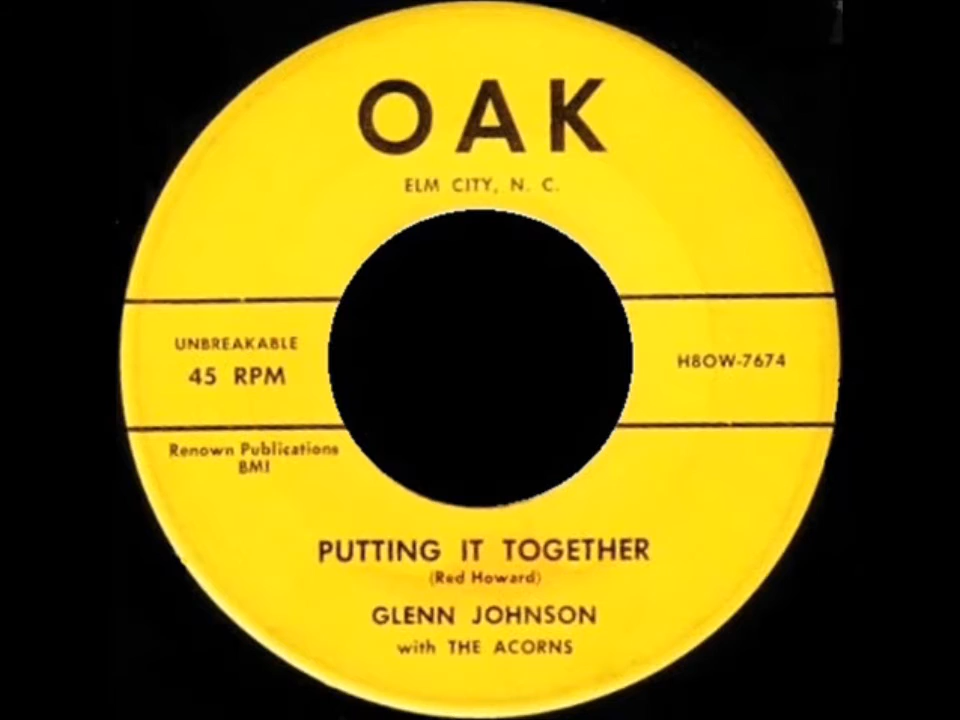 OAK
ELM CITY, N. C.
UNBREAKABLE
45 RPM
H8OW-7674
Renown Publications
BMI
PUTTING IT TOGETHER
(Red Howard)
GLENN JOHNSON
with THE ACORNS